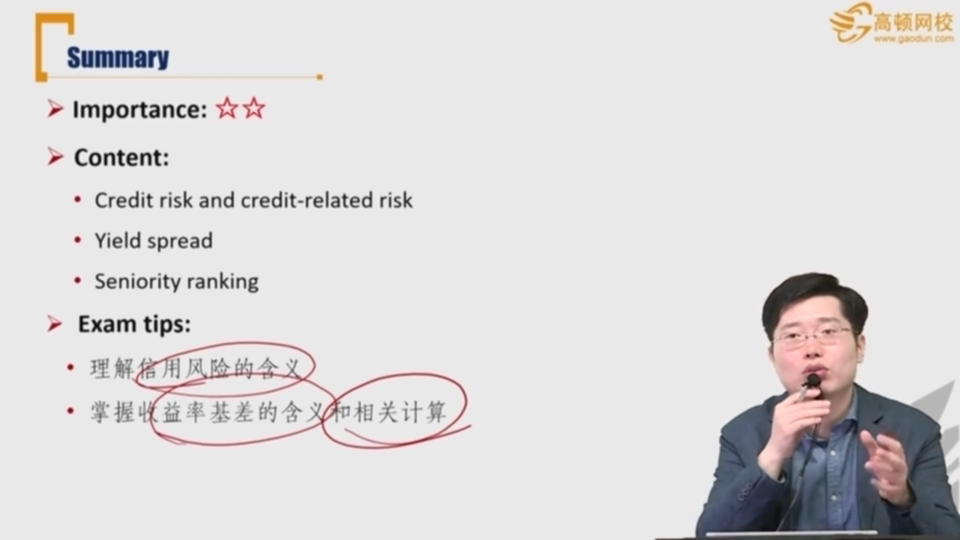 Summary
高顿网校
www.gaodun.com
Importance: ☆☆
Content:
Credit risk and credit-related risk
Yield spread
Seniority ranking
Exam tips:
理解信用风险的含义
掌握收益率基差的含义和相关计算